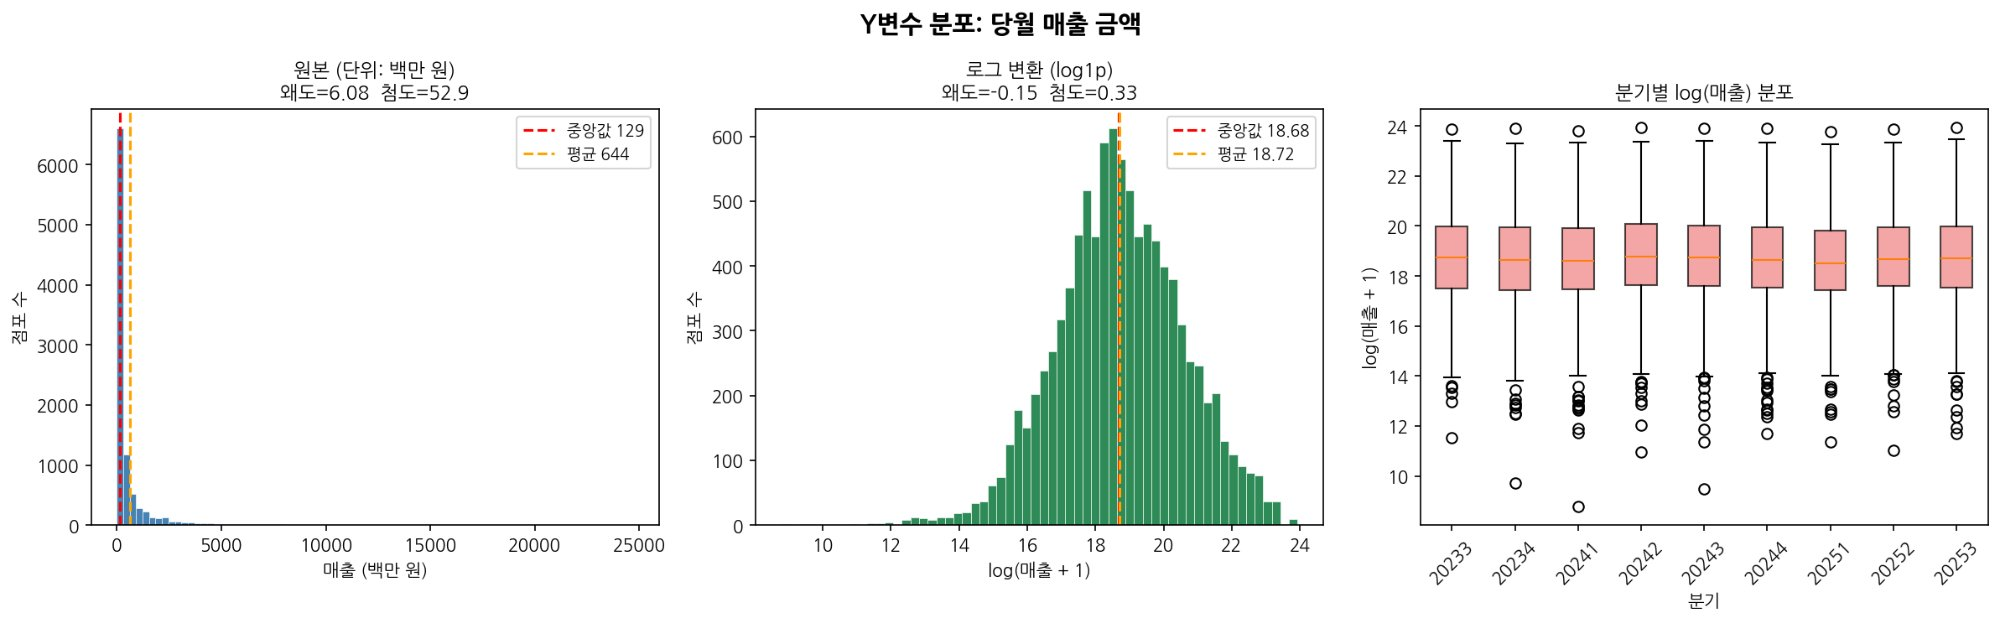 Y변수 분포: 당월 매출 금액
원본 (단위: 백만 원)
왜도=6.08 첨도=52.9
중앙값 129
평균 644
점포 수
6000
5000
4000
3000
2000
1000
0
0 5000 10000 15000 20000 25000
매출 (백만 원)
로그 변환 (log1p)
왜도=-0.15 첨도=0.33
중앙값 18.68
평균 18.72
점포 수
600
500
400
300
200
100
0
10 12 14 16 18 20 22 24
log(매출 + 1)
분기별 log(매출) 분포
log(매출 + 1)
24
22
20
18
16
14
12
10
20233 20234 20241 20242 20243 20244 20251 20252 20253
분기